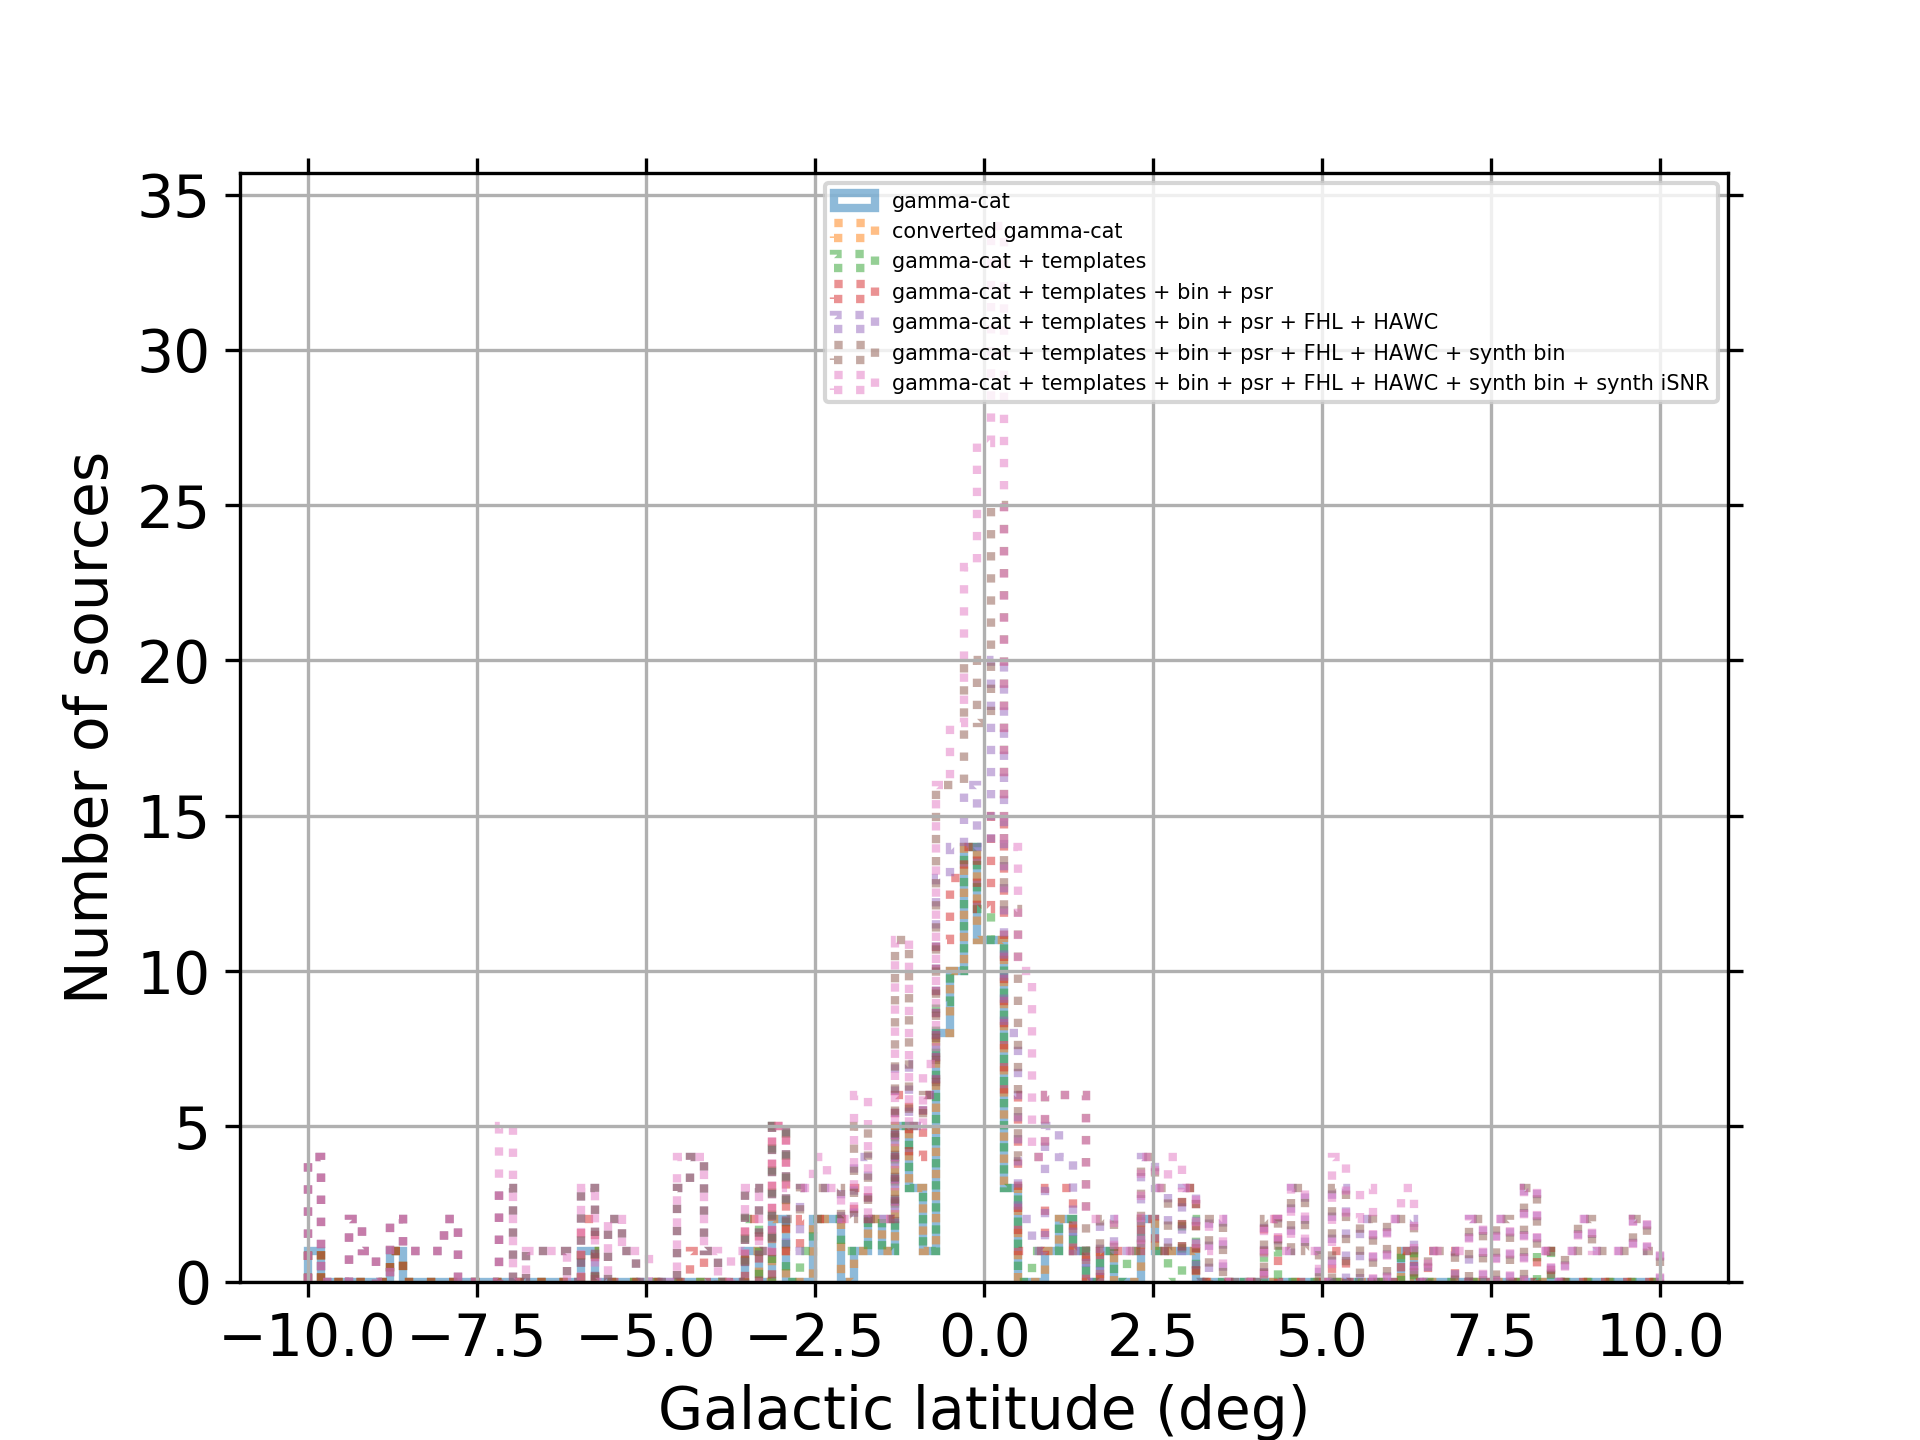 35
30
25
20
15
10
5
0
Number of sources
gamma-cat
converted gamma-cat
gamma-cat + templates
gamma-cat + templates + bin + psr
gamma-cat + templates + bin + psr + FHL + HAWC
gamma-cat + templates + bin + psr + FHL + HAWC + synth bin
gamma-cat + templates + bin + psr + FHL + HAWC + synth bin + synth iSNR
−10.0 −7.5 −5.0 −2.5 0.0 2.5 5.0 7.5 10.0
Galactic latitude (deg)